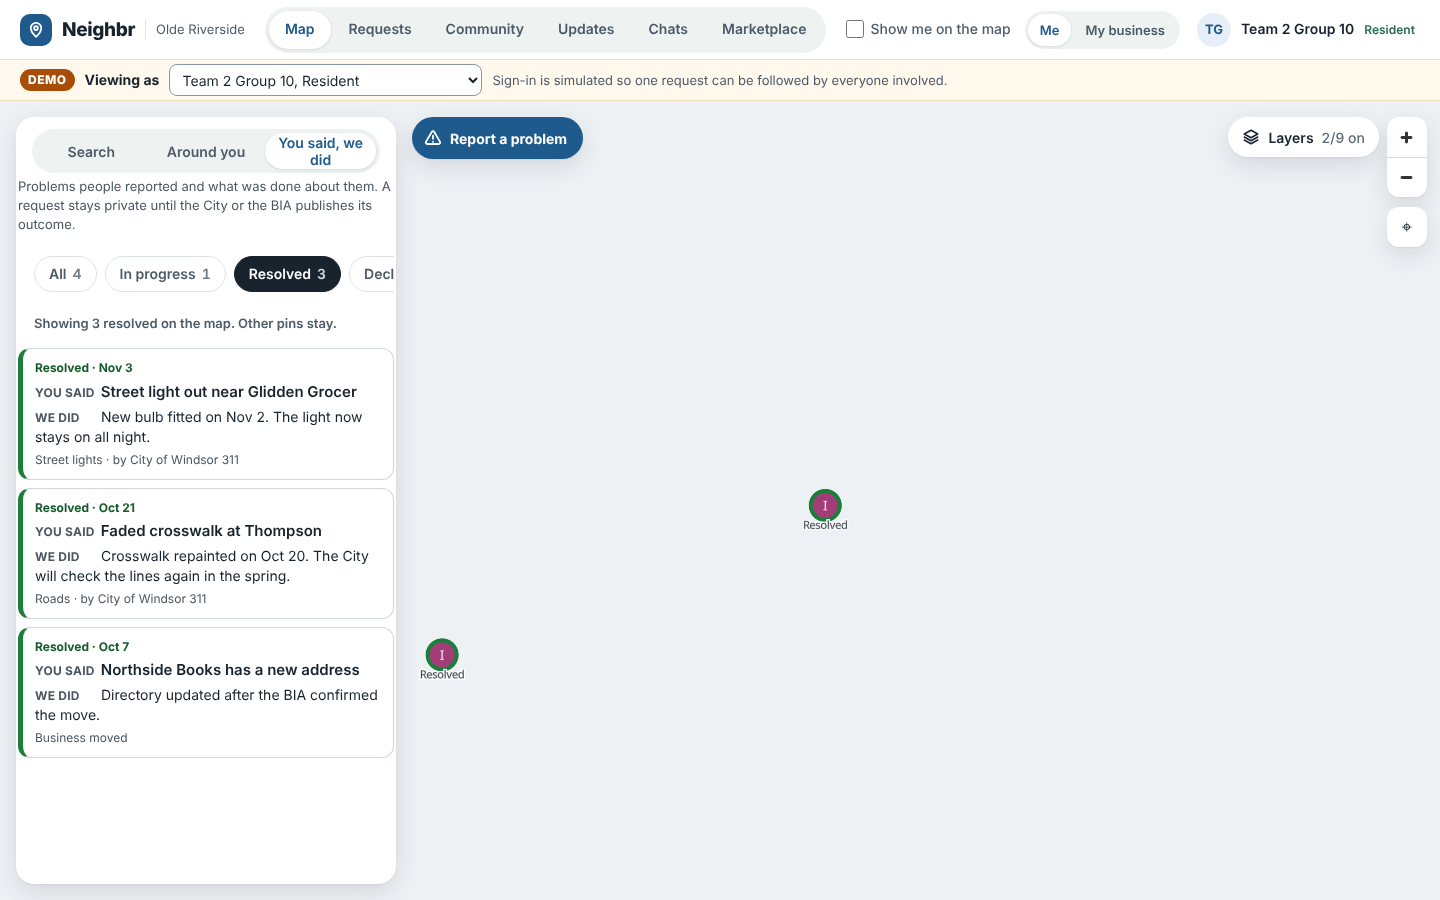 Neighbr
Olde Riverside
Map
Requests
Community
Updates
Chats
Marketplace
Show me on the map
Me
My business
TG
Team 2 Group 10
Resident
DEMO
Viewing as
Team 2 Group 10, Resident
Sign-in is simulated so one request can be followed by everyone involved.
Search
Around you
You said, we
did
Problems people reported and what was done about them. A
request stays private until the City or the BIA publishes its
outcome.
All 4
In progress 1
Resolved 3
Decl
Showing 3 resolved on the map. Other pins stay.
Resolved · Nov 3
YOU SAID Street light out near Glidden Grocer
WE DID New bulb fitted on Nov 2. The light now
stays on all night.
Street lights · by City of Windsor 311
Resolved · Oct 21
YOU SAID Faded crosswalk at Thompson
WE DID Crosswalk repainted on Oct 20. The City
will check the lines again in the spring.
Roads · by City of Windsor 311
Resolved · Oct 7
YOU SAID Northside Books has a new address
WE DID Directory updated after the BIA confirmed
the move.
Business moved
Report a problem
Layers 2/9 on
+
−
I
Resolved
I
Resolved